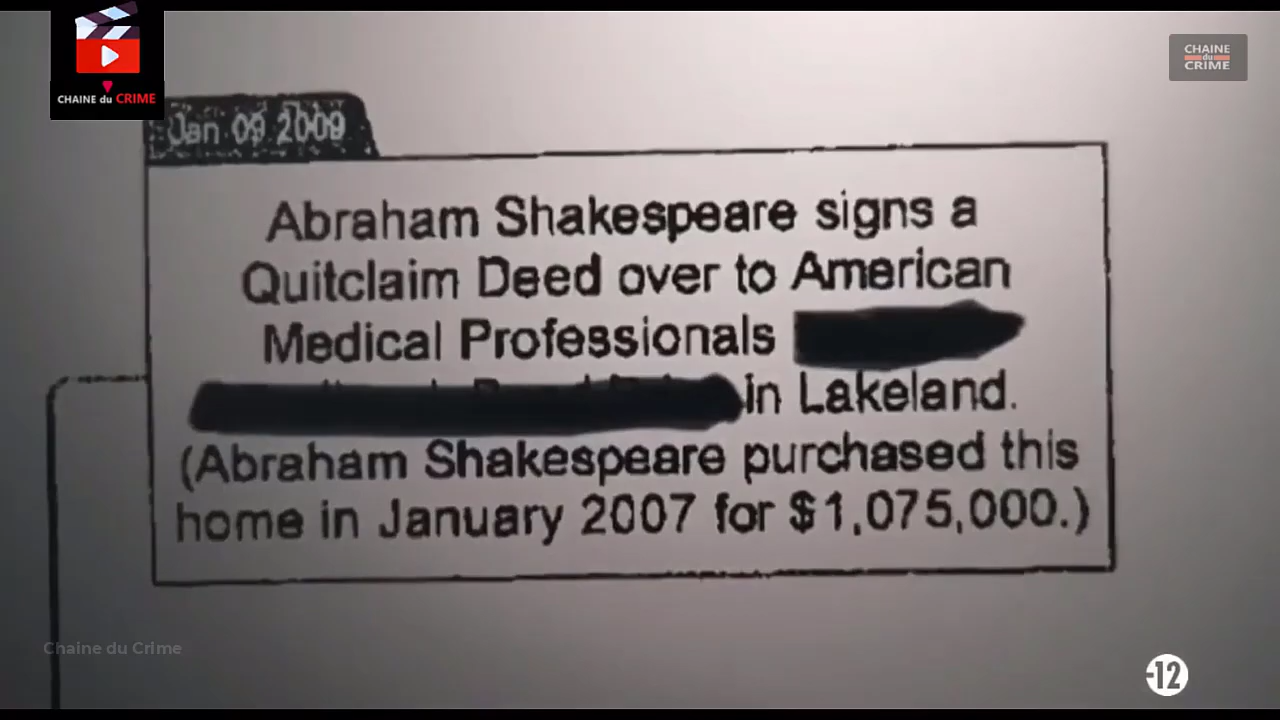 CHAINE du CRIME
CHAINE
du
CRIME
Jan 09 2009
Abraham Shakespeare signs a
Quitclaim Deed over to American
Medical Professionals
in Lakeland.
(Abraham Shakespeare purchased this
home in January 2007 for $1,075,000.)
Chaine du Crime
-12